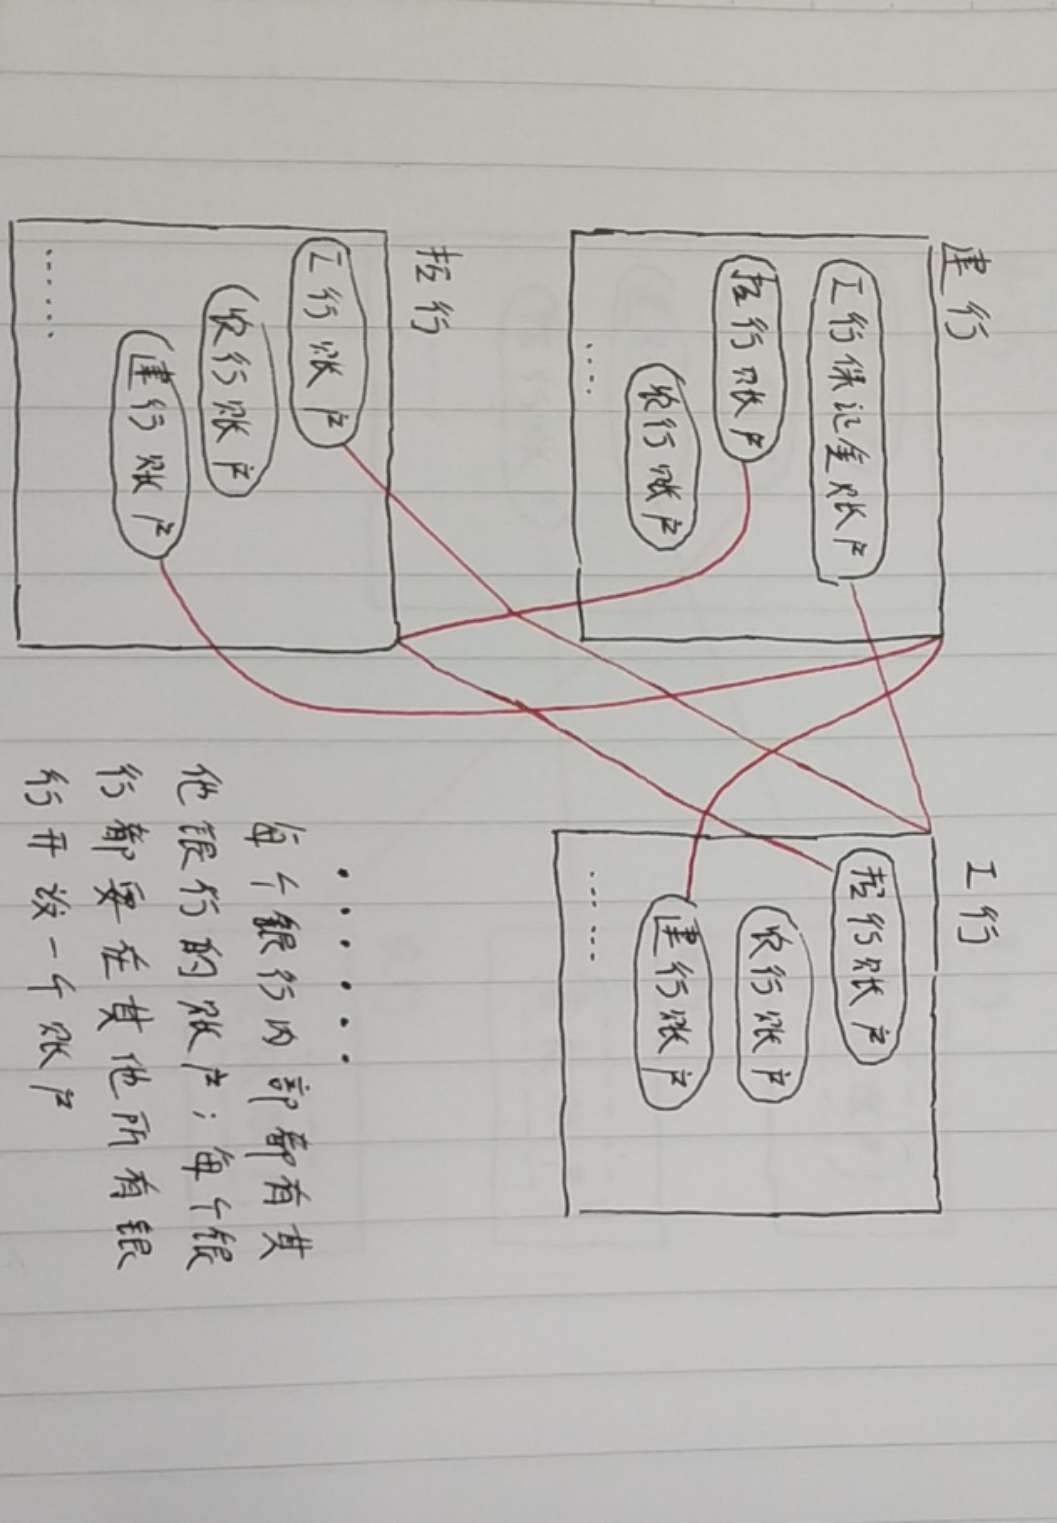 建行
工行保证金账户
招行账户
农行账户
.....
工行
招行账户
农行账户
建行账户
......
招行
工行账户
农行账户
建行账户
......
......
每个银行内部都有其
他银行的账户；每个银
行都要在其他所有银
行开设一个账户